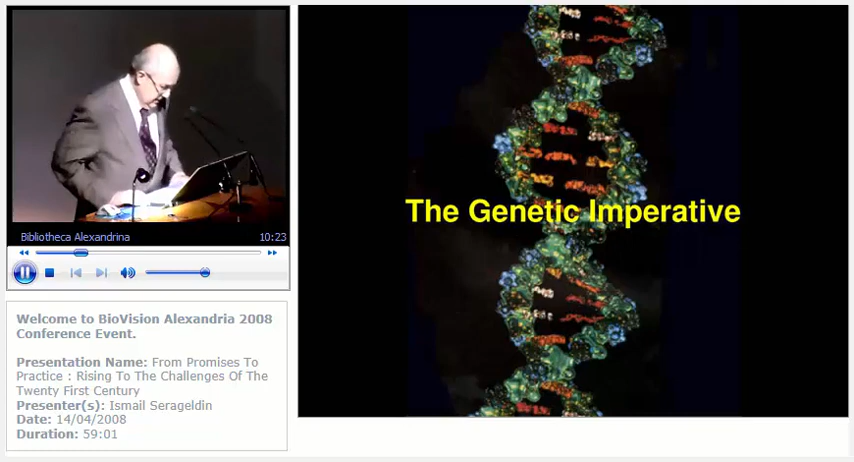 Bibliotheca Alexandrina 10:23
Welcome to BioVision Alexandria 2008
Conference Event.
Presentation Name: From Promises To
Practice : Rising To The Challenges Of The
Twenty First Century
Presenter(s): Ismail Serageldin
Date: 14/04/2008
Duration: 59:01
The Genetic Imperative